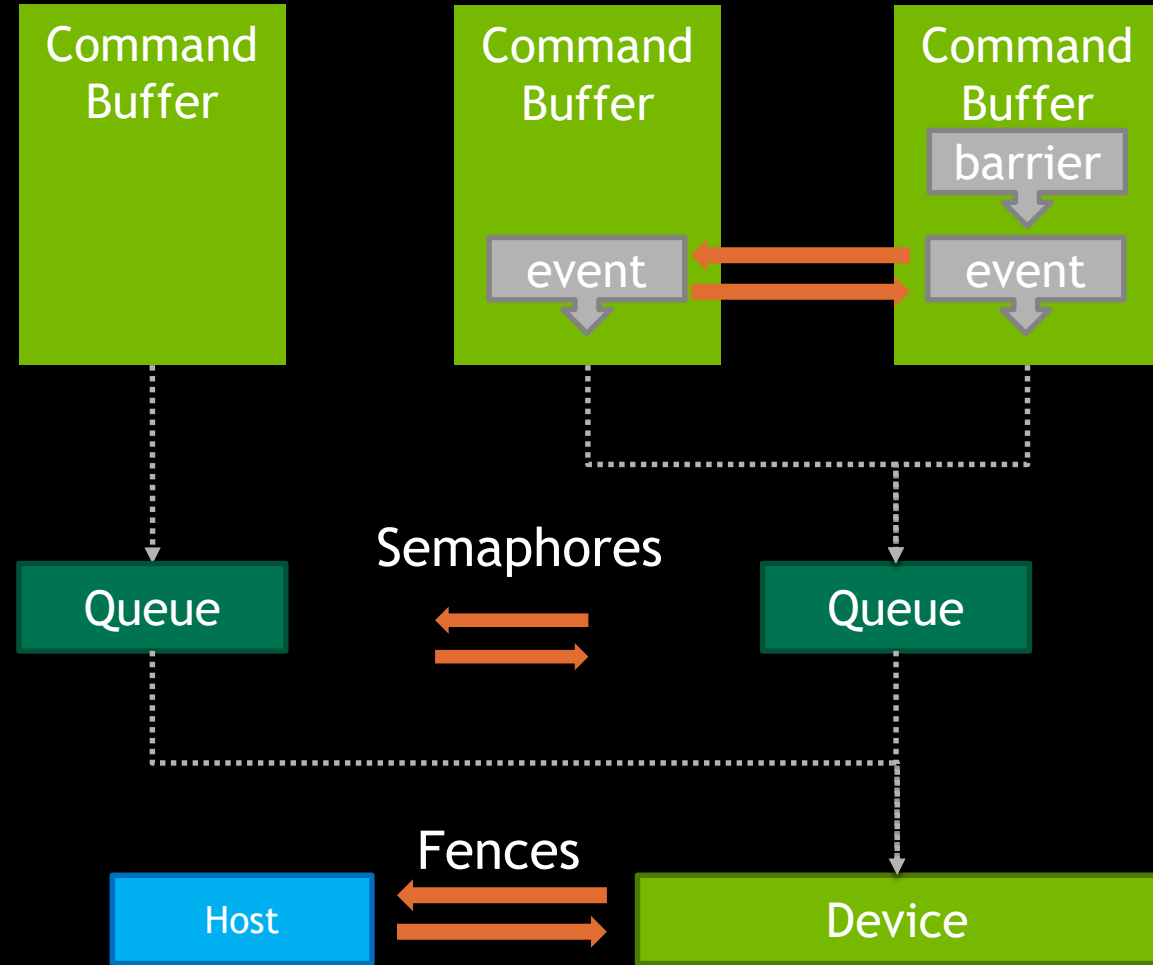 Command
Buffer
Command
Buffer
Command
Buffer
barrier
event
event
Semaphores
Queue
Queue
Fences
Host
Device